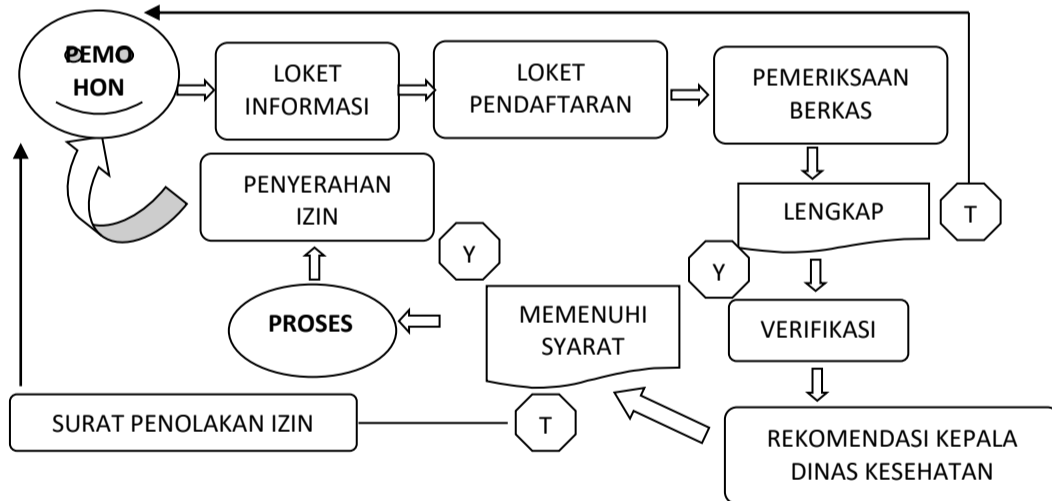 PEMO
HON
LOKET
INFORMASI
LOKET
PENDAFTARAN
PEMERIKSAAN
BERKAS
PENYERAHAN
IZIN
LENGKAP
T
Y
Y
PROSES
MEMENUHI
SYARAT
VERIFIKASI
SURAT PENOLAKAN IZIN
T
REKOMENDASI KEPALA
DINAS KESEHATAN